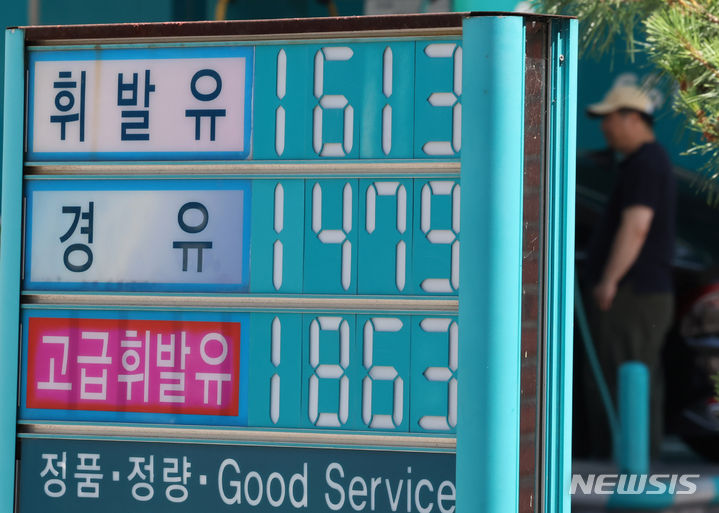 휘발유 1613
경유 1479
고급휘발유 1863
정품·정량·Good Service
NEWSIS